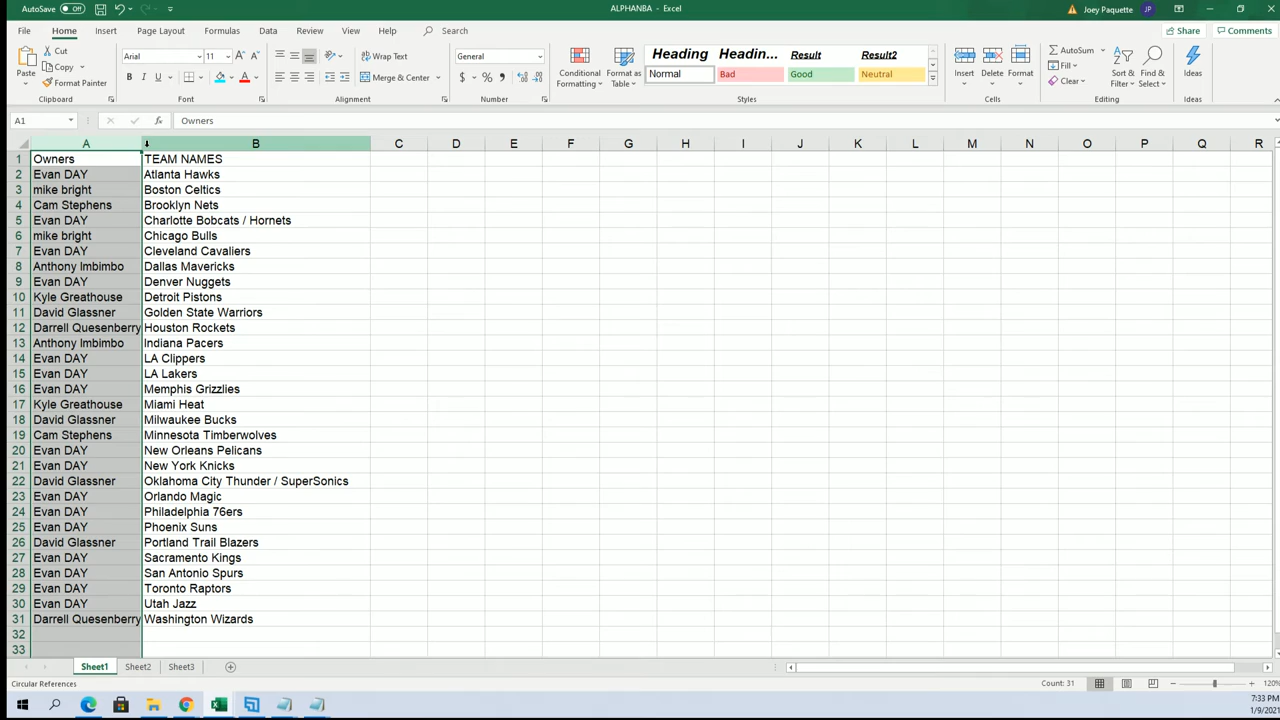 AutoSave Off ALPHANBA - Excel Joey Paquette JP
File Home Insert Page Layout Formulas Data Review View Help Search Share Comments
Cut Arial 11 Wrap Text General Heading Headin... Result Result2 AutoSum
Copy Fill
Paste Format Painter B I U A Merge & Center $ % Conditional Formatting Format as Table Normal Bad Good Neutral Insert Delete Format Clear Sort & Filter Find & Select Ideas
Clipboard Font Alignment Number Styles Cells Editing Ideas
A1 fx Owners
A B C D E F G H I J K L M N O P Q R
1 Owners TEAM NAMES
2 Evan DAY Atlanta Hawks
3 mike bright Boston Celtics
4 Cam Stephens Brooklyn Nets
5 Evan DAY Charlotte Bobcats / Hornets
6 mike bright Chicago Bulls
7 Evan DAY Cleveland Cavaliers
8 Anthony Imbimbo Dallas Mavericks
9 Evan DAY Denver Nuggets
10 Kyle Greathouse Detroit Pistons
11 David Glassner Golden State Warriors
12 Darrell Quesenberry Houston Rockets
13 Anthony Imbimbo Indiana Pacers
14 Evan DAY LA Clippers
15 Evan DAY LA Lakers
16 Evan DAY Memphis Grizzlies
17 Kyle Greathouse Miami Heat
18 David Glassner Milwaukee Bucks
19 Cam Stephens Minnesota Timberwolves
20 Evan DAY New Orleans Pelicans
21 Evan DAY New York Knicks
22 David Glassner Oklahoma City Thunder / SuperSonics
23 Evan DAY Orlando Magic
24 Evan DAY Philadelphia 76ers
25 Evan DAY Phoenix Suns
26 David Glassner Portland Trail Blazers
27 Evan DAY Sacramento Kings
28 Evan DAY San Antonio Spurs
29 Evan DAY Toronto Raptors
30 Evan DAY Utah Jazz
31 Darrell Quesenberry Washington Wizards
32
33
Sheet1 Sheet2 Sheet3
Circular References Count: 31 120%
7:33 PM
1/9/2021